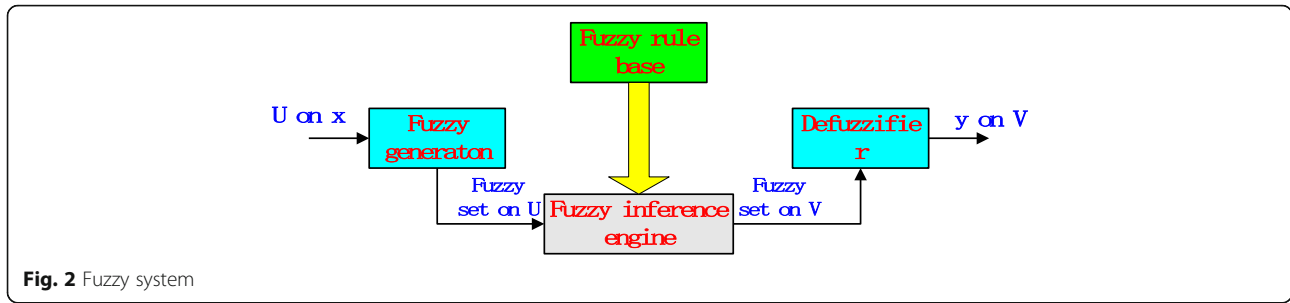 Fuzzy rule
base
U on x
Fuzzy
generaton
Defuzzifie
r
y on V
Fuzzy
set on U
Fuzzy inference
engine
Fuzzy
set on V
Fig. 2 Fuzzy system